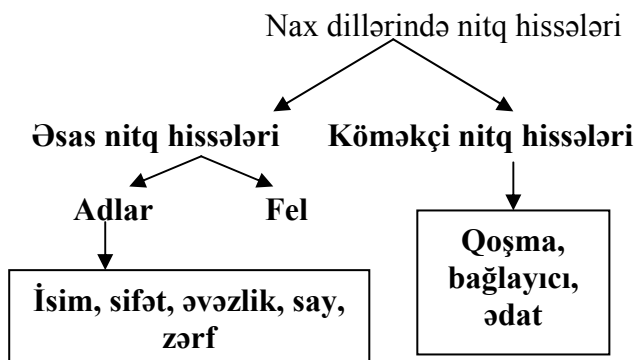 Nax dillərində nitq hissələri
Əsas nitq hissələri
Köməkçi nitq hissələri
Adlar
Fel
Qoşma,
bağlayıcı,
ədat
İsim, sifət, əvəzlik, say,
zərf